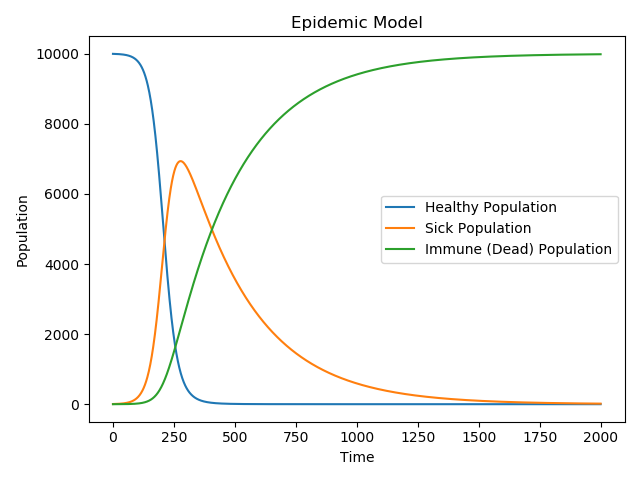 Epidemic Model
Population
10000
8000
6000
4000
2000
0
Healthy Population
Sick Population
Immune (Dead) Population
0 250 500 750 1000 1250 1500 1750 2000
Time